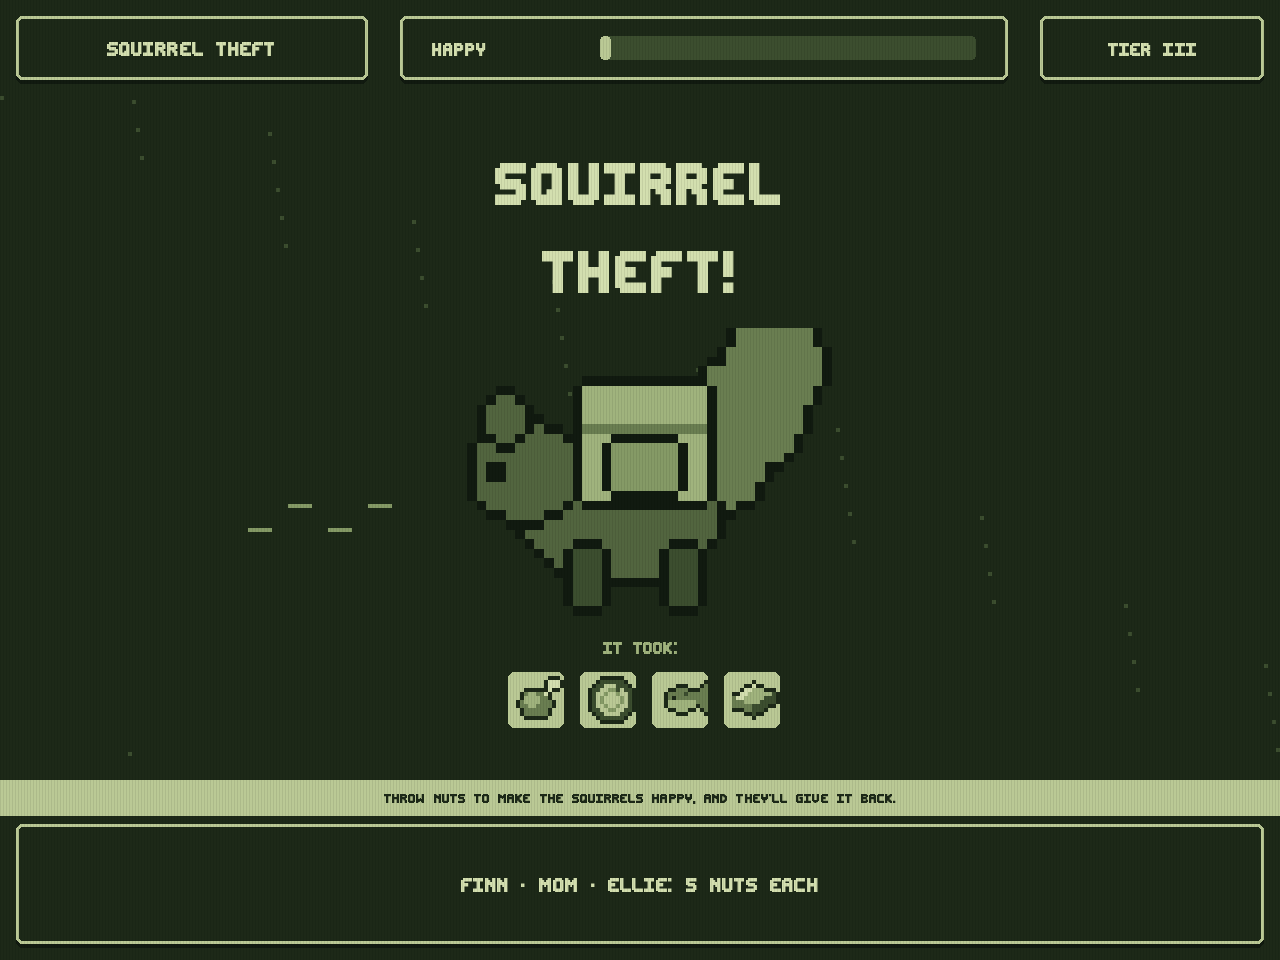 SQUIRREL THEFT
HAPPY
TIER III
SQUIRREL
THEFT!
IT TOOK:
THROW NUTS TO MAKE THE SQUIRRELS HAPPY, AND THEY'LL GIVE IT BACK.
FINN · MOM · ELLIE: 5 NUTS EACH